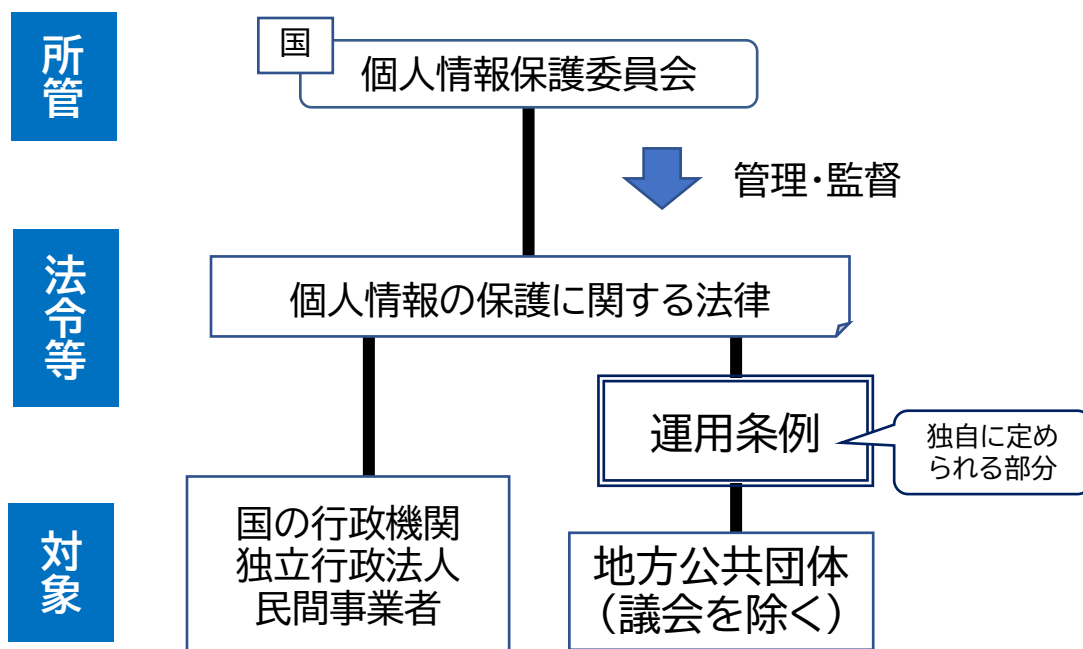 所管
国
個人情報保護委員会
管理・監督
法令等
個人情報の保護に関する法律
運用条例
独自に定め
られる部分
対象
国の行政機関
独立行政法人
民間事業者
地方公共団体
（議会を除く）